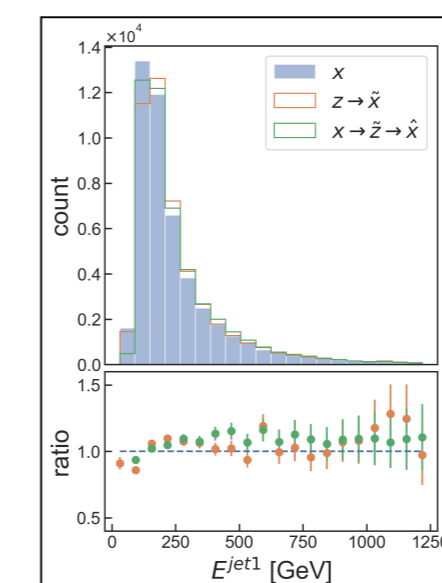 ×10⁴
1.4
1.2
1.0
0.8
0.6
0.4
0.2
0.0
count
x
z → x̃
x → z̃ → x̂
1.5
1.0
0.5
ratio
0 250 500 750 1000 1250
E^{jet1} [GeV]